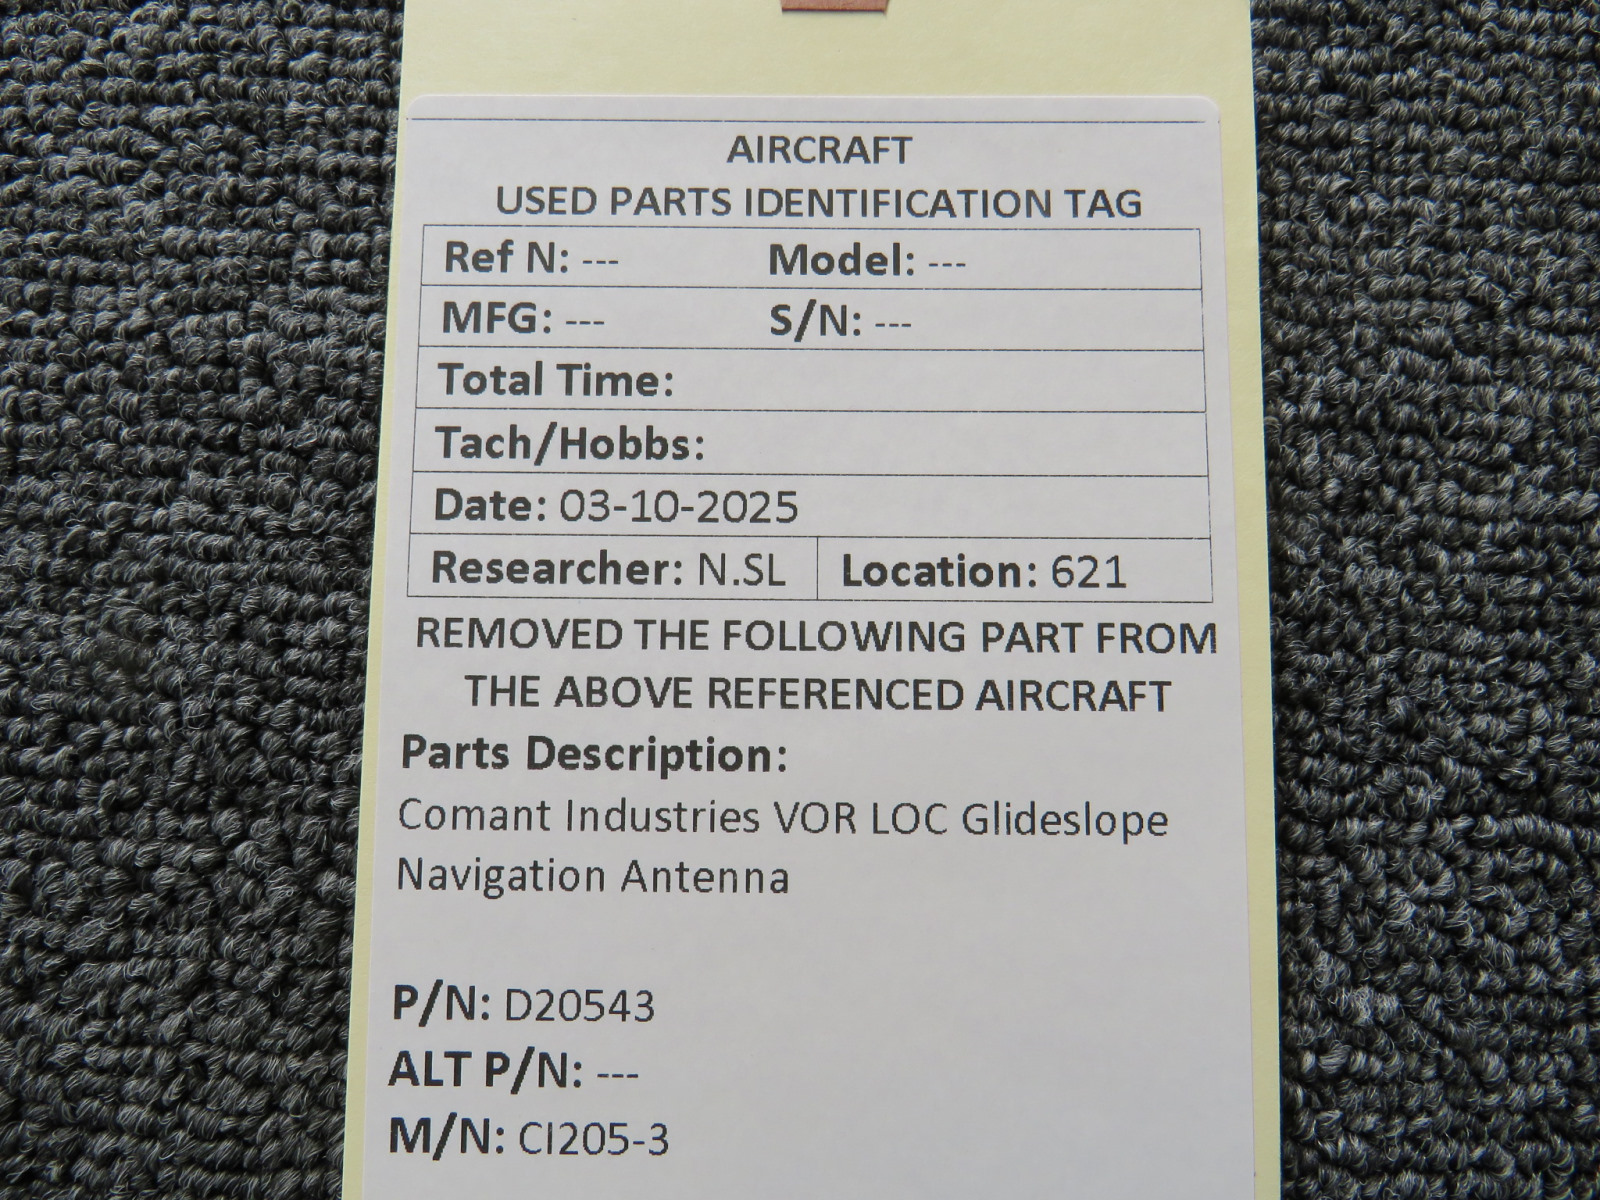 AIRCRAFT
USED PARTS IDENTIFICATION TAG
Ref N: --- Model: ---
MFG: --- S/N: ---
Total Time:
Tach/Hobbs:
Date: 03-10-2025
Researcher: N.SL Location: 621
REMOVED THE FOLLOWING PART FROM
THE ABOVE REFERENCED AIRCRAFT
Parts Description:
Comant Industries VOR LOC Glideslope
Navigation Antenna
P/N: D20543
ALT P/N: ---
M/N: CI205-3